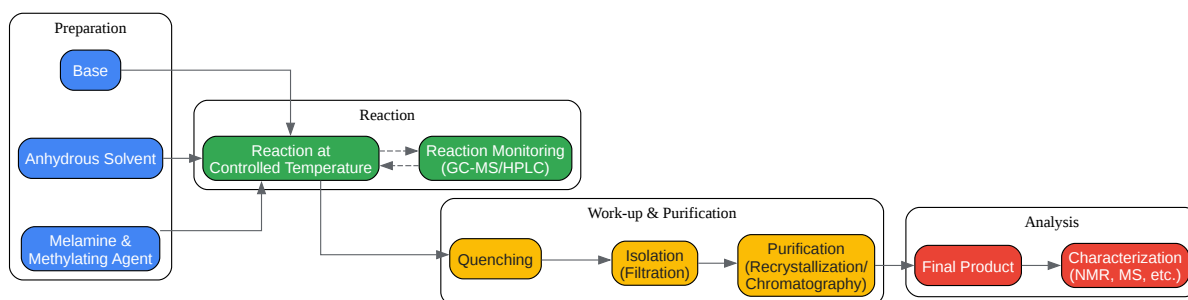 Preparation
Base
Anhydrous Solvent
Melamine &
Methylating Agent
Reaction
Reaction at
Controlled Temperature
Reaction Monitoring
(GC-MS/HPLC)
Work-up & Purification
Quenching
Isolation
(Filtration)
Purification
(Recrystallization/
Chromatography)
Analysis
Final Product
Characterization
(NMR, MS, etc.)